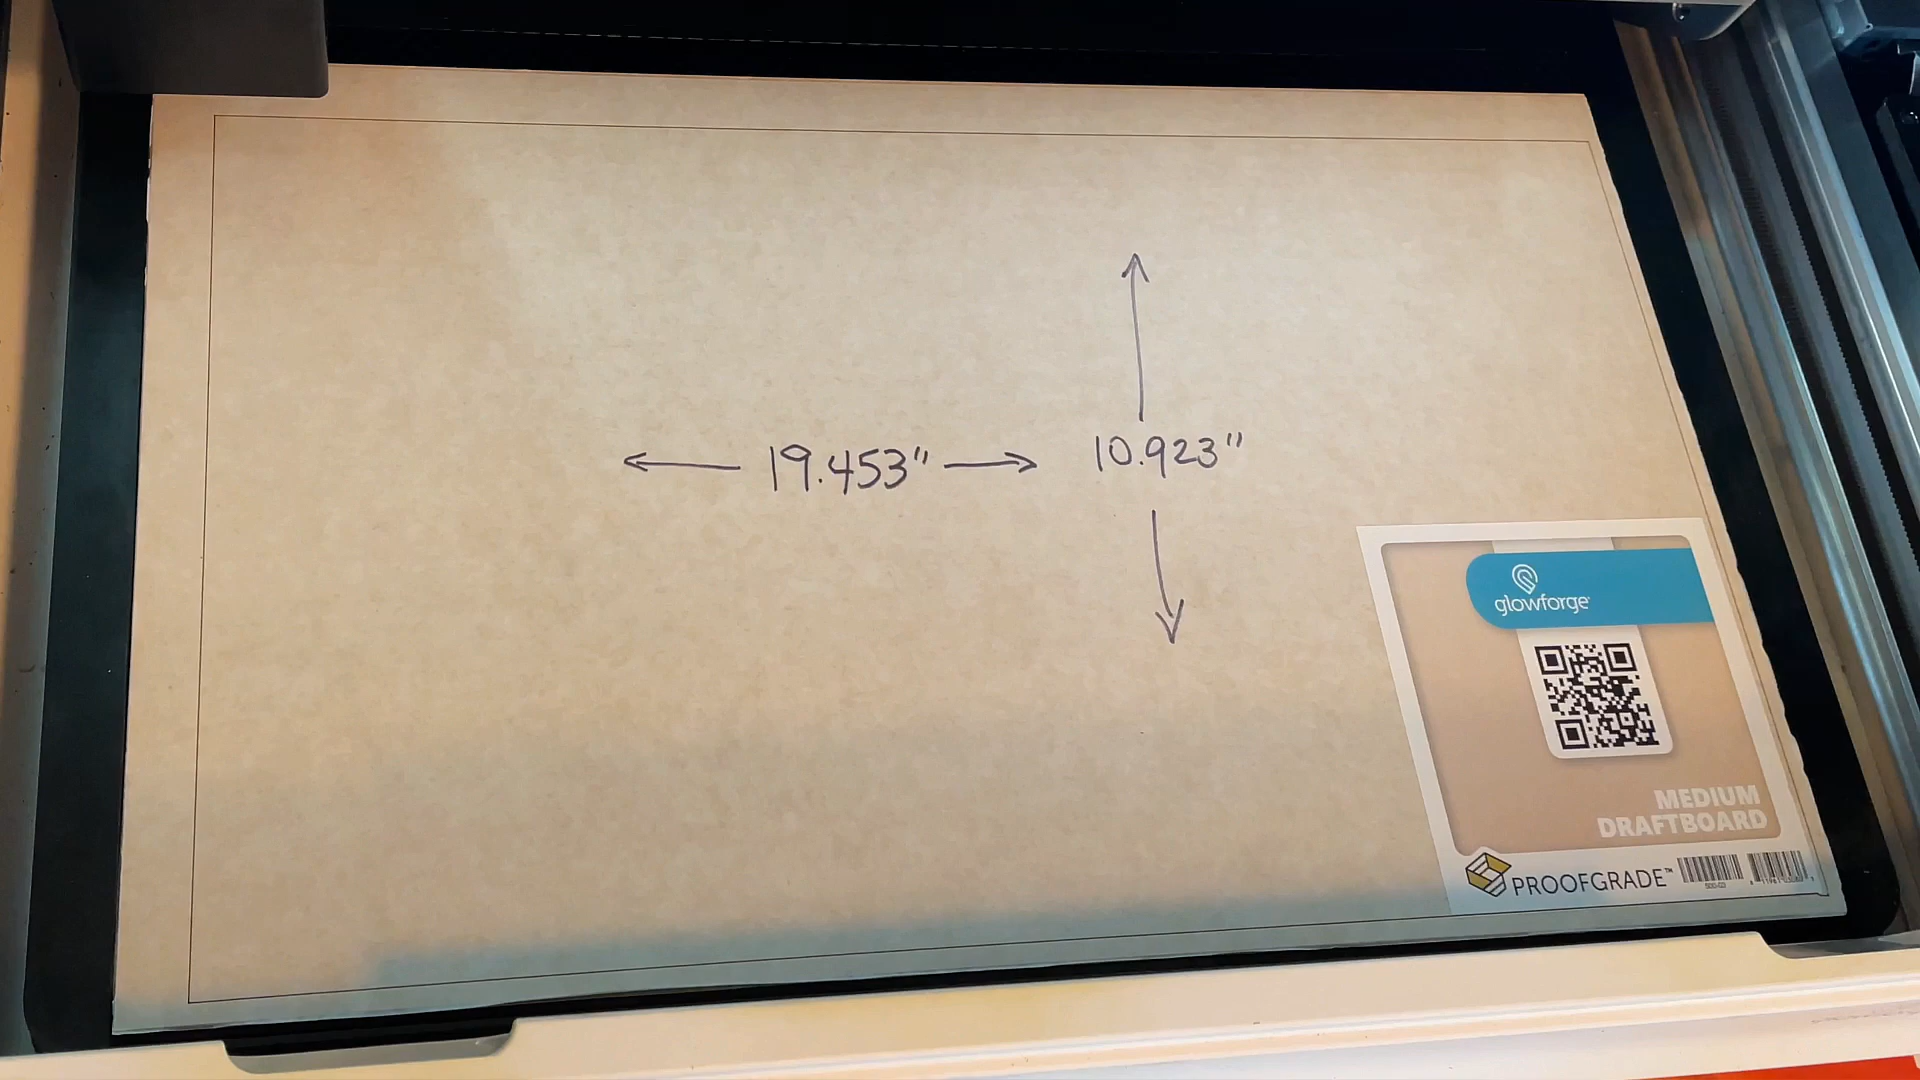 19.453"
10.923"
glowforge
MEDIUM
DRAFTBOARD
PROOFGRADE™